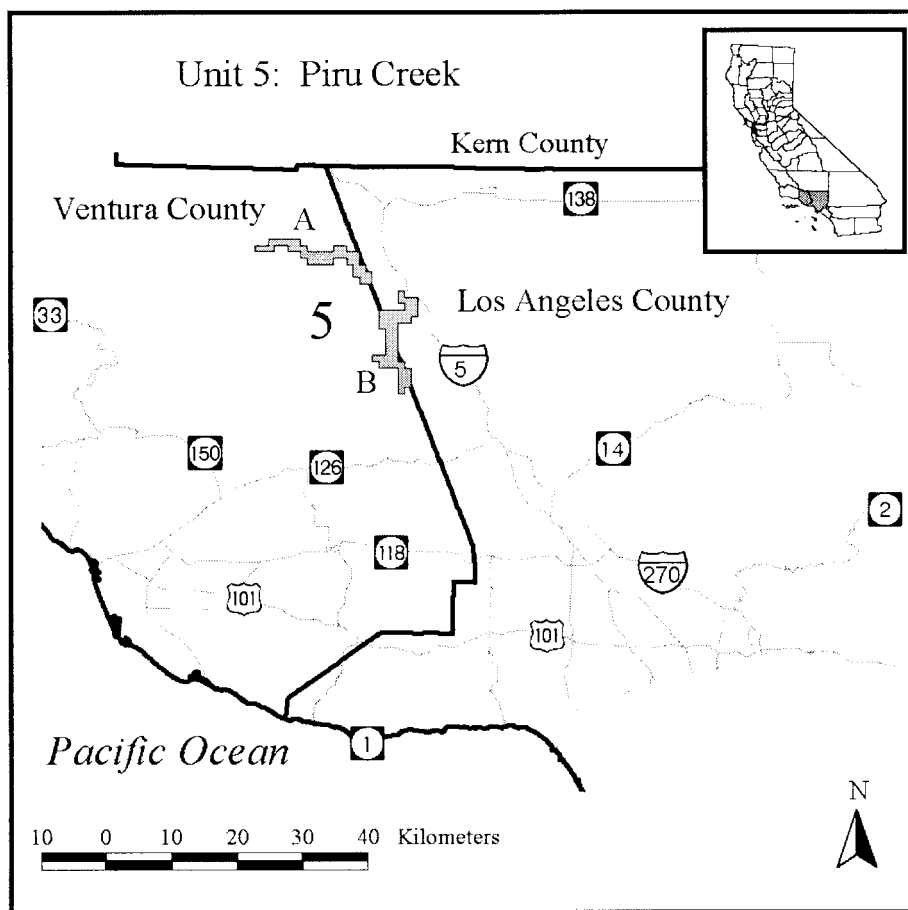 Unit 5: Piru Creek
Kern County
Ventura County
A
138
Los Angeles County
33
5
5
B
150
126
14
2
118
270
101
101
Pacific Ocean
1
N
10 0 10 20 30 40 Kilometers